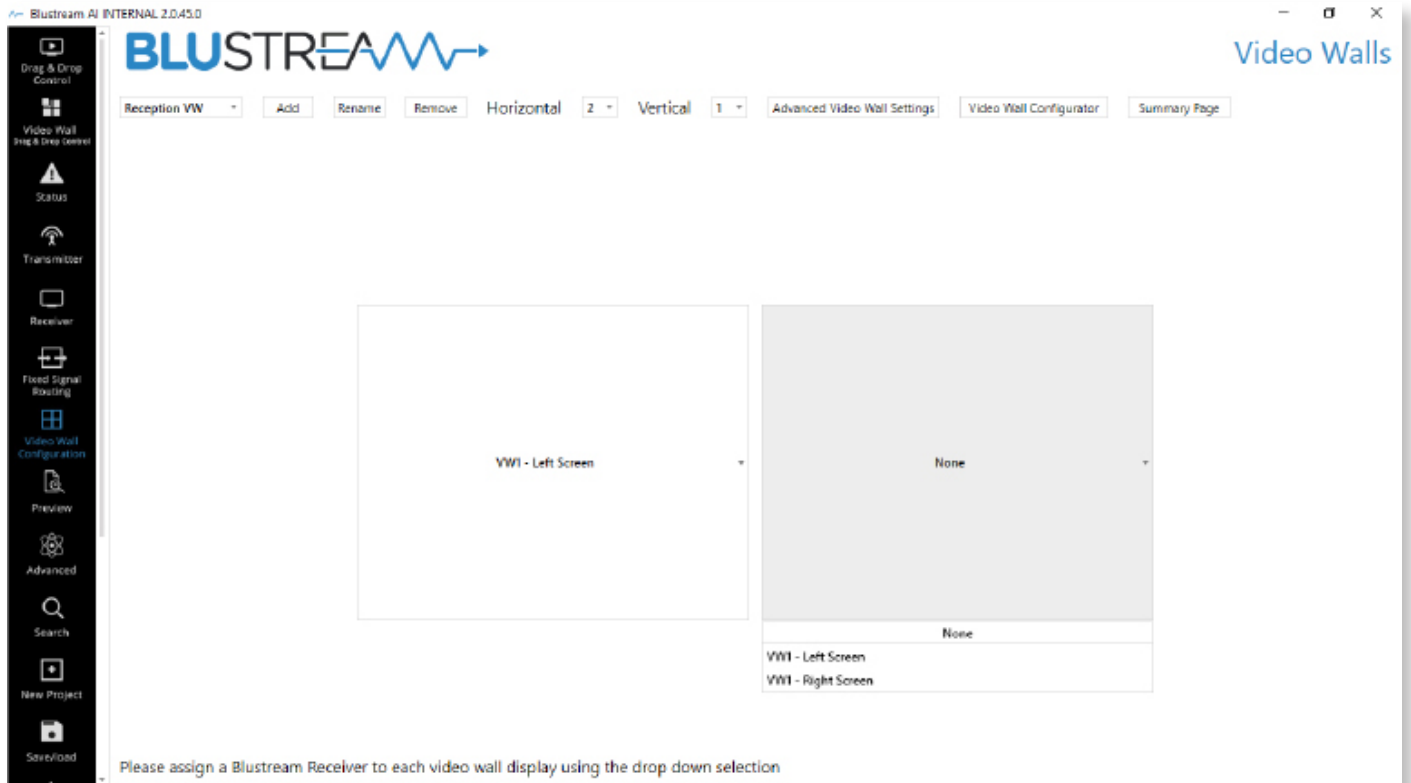 Blustream AI INTERNAL 2.0.45.0
BLUSTREAM
Video Walls
Drag & Drop
Control
Video Wall
Drag & Drop Control
Status
Transmitter
Receiver
Fixed Signal
Routing
Video Wall
Configuration
Preview
Advanced
Search
New Project
Save/load
Reception VW Add Rename Remove Horizontal 2 Vertical 1 Advanced Video Wall Settings Video Wall Configurator Summary Page
VW1 - Left Screen
None
None
VW1 - Left Screen
VW1 - Right Screen
Please assign a Blustream Receiver to each video wall display using the drop down selection